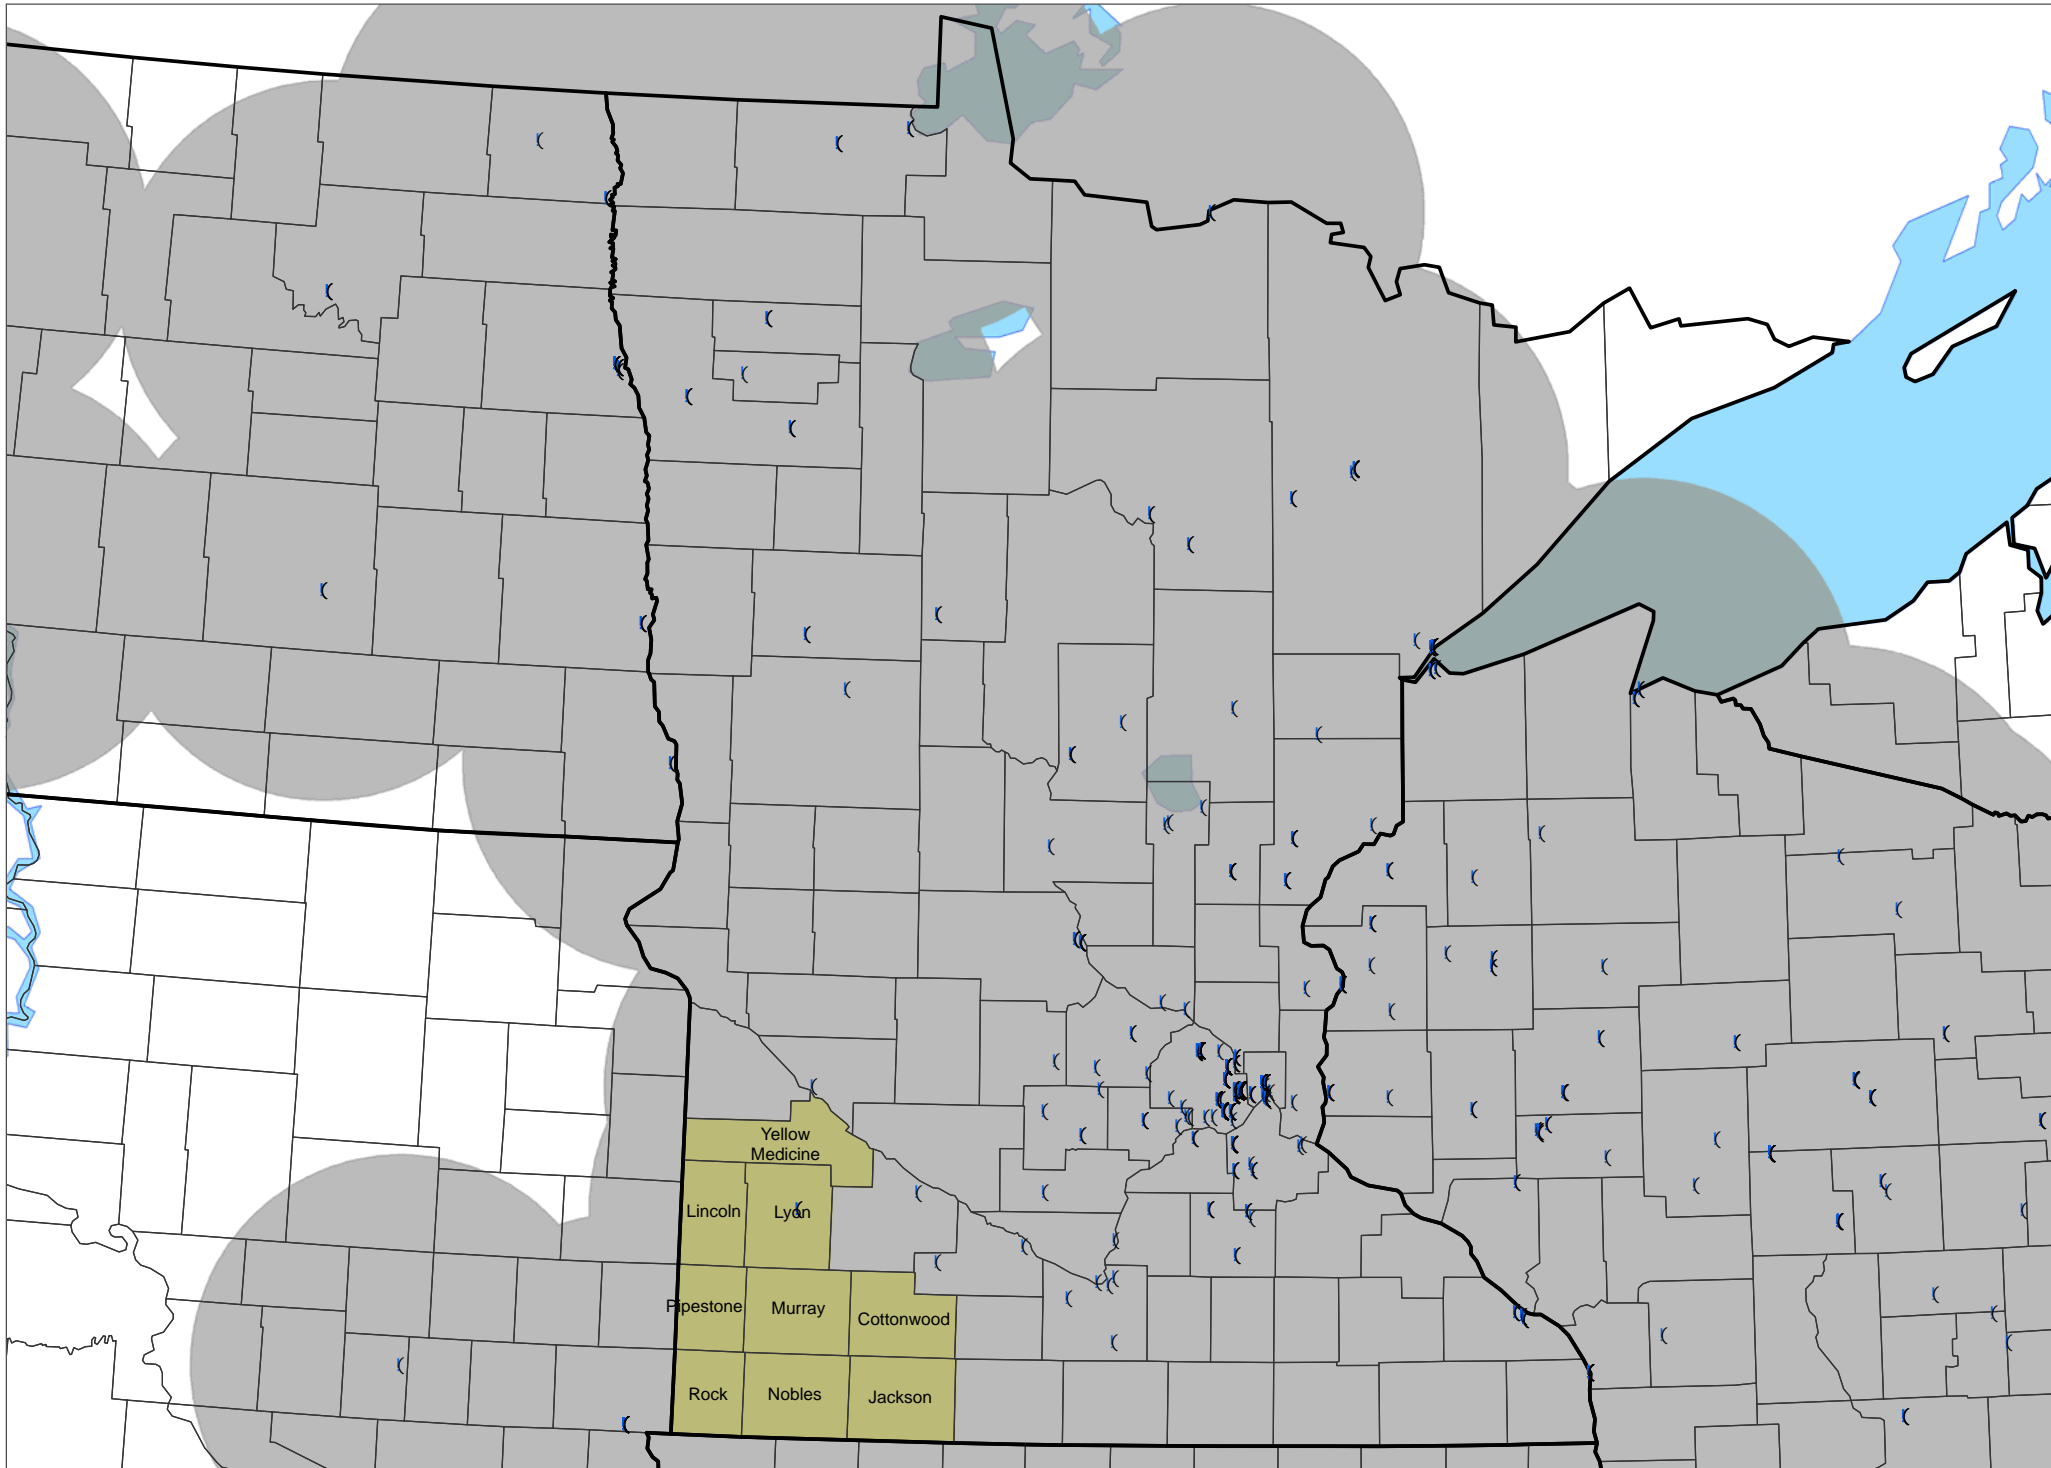 Yellow
Medicine
Lincoln
Lyon
Pipestone
Murray
Cottonwood
Rock
Nobles
Jackson